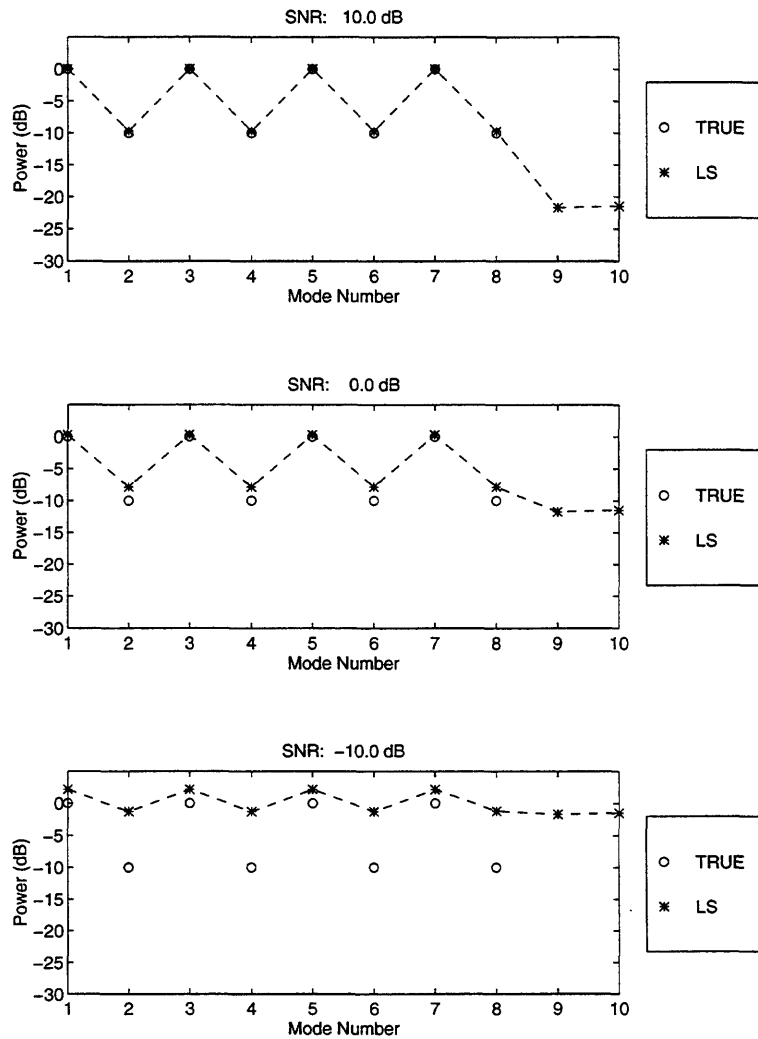 SNR: 10.0 dB
Power (dB)
0
−5
−10
−15
−20
−25
−30
1 2 3 4 5 6 7 8 9 10
Mode Number
TRUE
LS
SNR: 0.0 dB
Power (dB)
0
−5
−10
−15
−20
−25
−30
1 2 3 4 5 6 7 8 9 10
Mode Number
TRUE
LS
SNR: −10.0 dB
Power (dB)
0
−5
−10
−15
−20
−25
−30
1 2 3 4 5 6 7 8 9 10
Mode Number
TRUE
LS